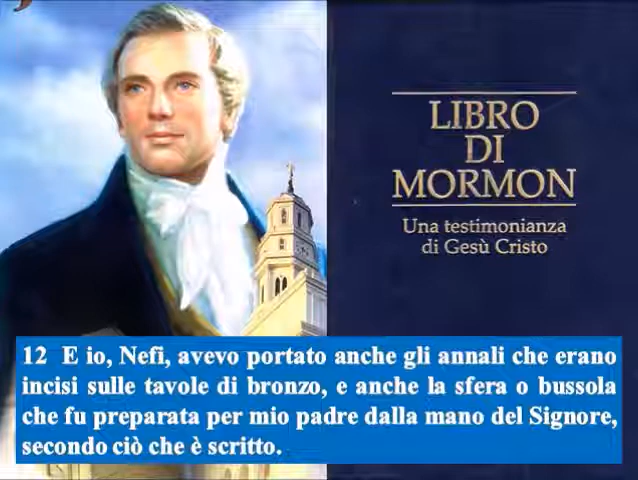 LIBRO
DI
MORMON
Una testimonianza
di Gesù Cristo
12 E io, Nefi, avevo portato anche gli annali che erano
incisi sulle tavole di bronzo, e anche la sfera o bussola
che fu preparata per mio padre dalla mano del Signore,
secondo ciò che è scritto.